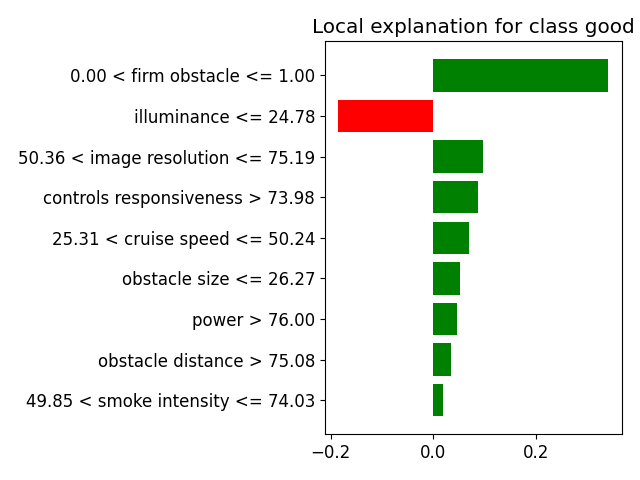 Local explanation for class good
0.00 < firm obstacle <= 1.00
illuminance <= 24.78
50.36 < image resolution <= 75.19
controls responsiveness > 73.98
25.31 < cruise speed <= 50.24
obstacle size <= 26.27
power > 76.00
obstacle distance > 75.08
49.85 < smoke intensity <= 74.03
−0.2 0.0 0.2